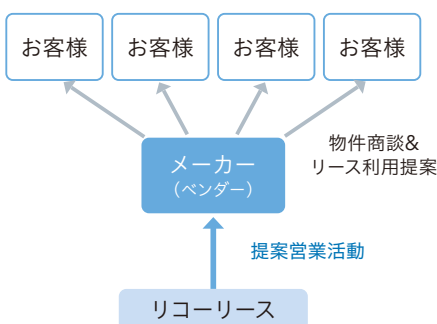 お客様 お客様 お客様 お客様
物件商談&
リース利用提案
メーカー
（ベンダー）
提案営業活動
リコーリース